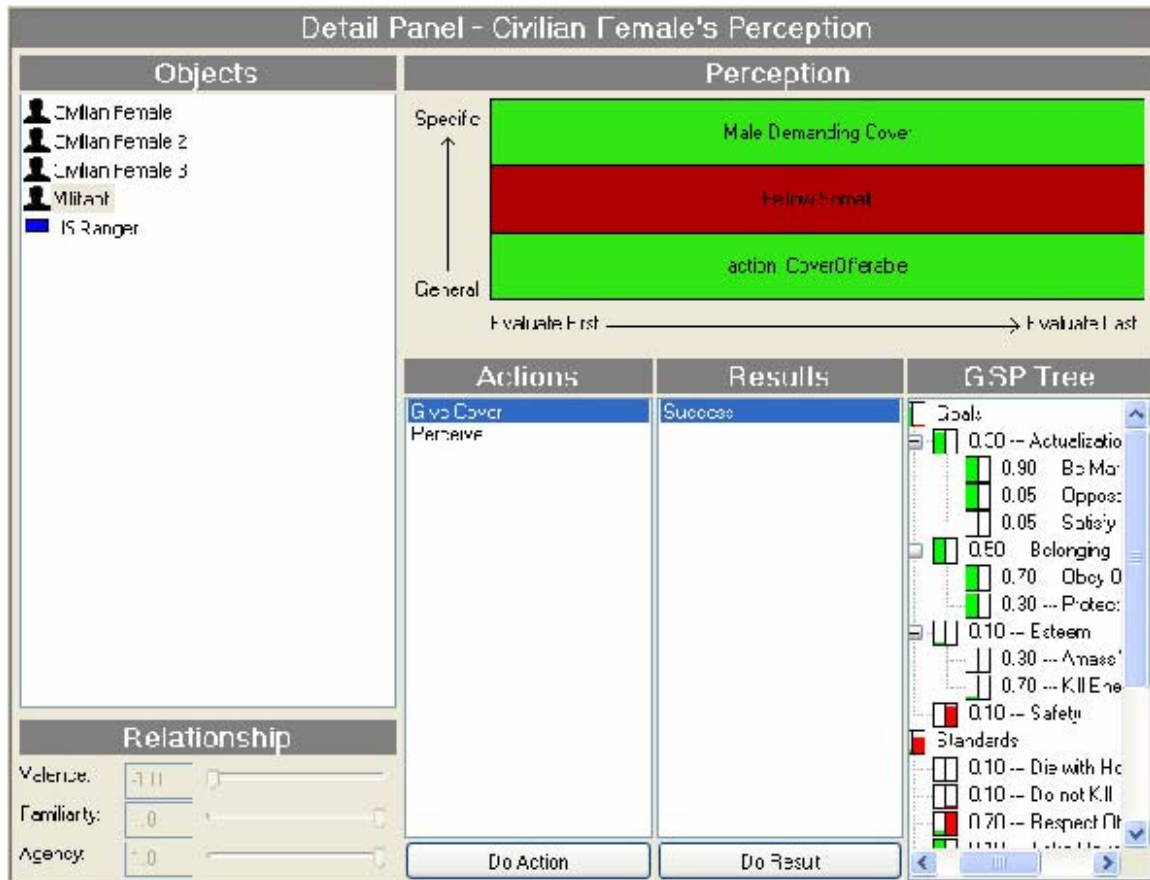 Detail Panel - Civilian Female's Perception
Objects
Civilian Female
Civilian Female 2
Civilian Female 3
Militant
US Ranger
Relationship
Valence:
Familiarty: 1.0
Agency: 1.0
Perception
Specific
General
Male Demanding Cover
Fellow Somali
action CoverOfferable
Evaluate First
Evaluate Last
Actions
Give Cover
Perceive
Do Action
Results
Success
Do Result
GSP Tree
Goals
-- Actualizatio
0.90 Be Mar
0.05 Oppos
0.05 Satisfy
0.50 Belonging
0.70 Obey O
0.30 -- Protec
0.10 -- Esteem
0.30 -- Amass
0.70 -- Kill Ene
0.10 -- Safety
Standards
0.10 -- Die with Ho
0.10 -- Do not Kill
0.70 -- Respect Ot